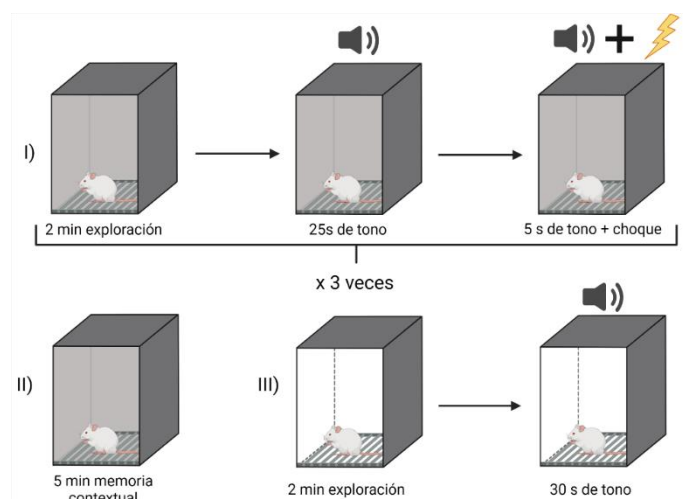 I)
2 min exploración
25s de tono
5 s de tono + choque
x 3 veces
II)
III)
5 min memoria
contextual
2 min exploración
30 s de tono